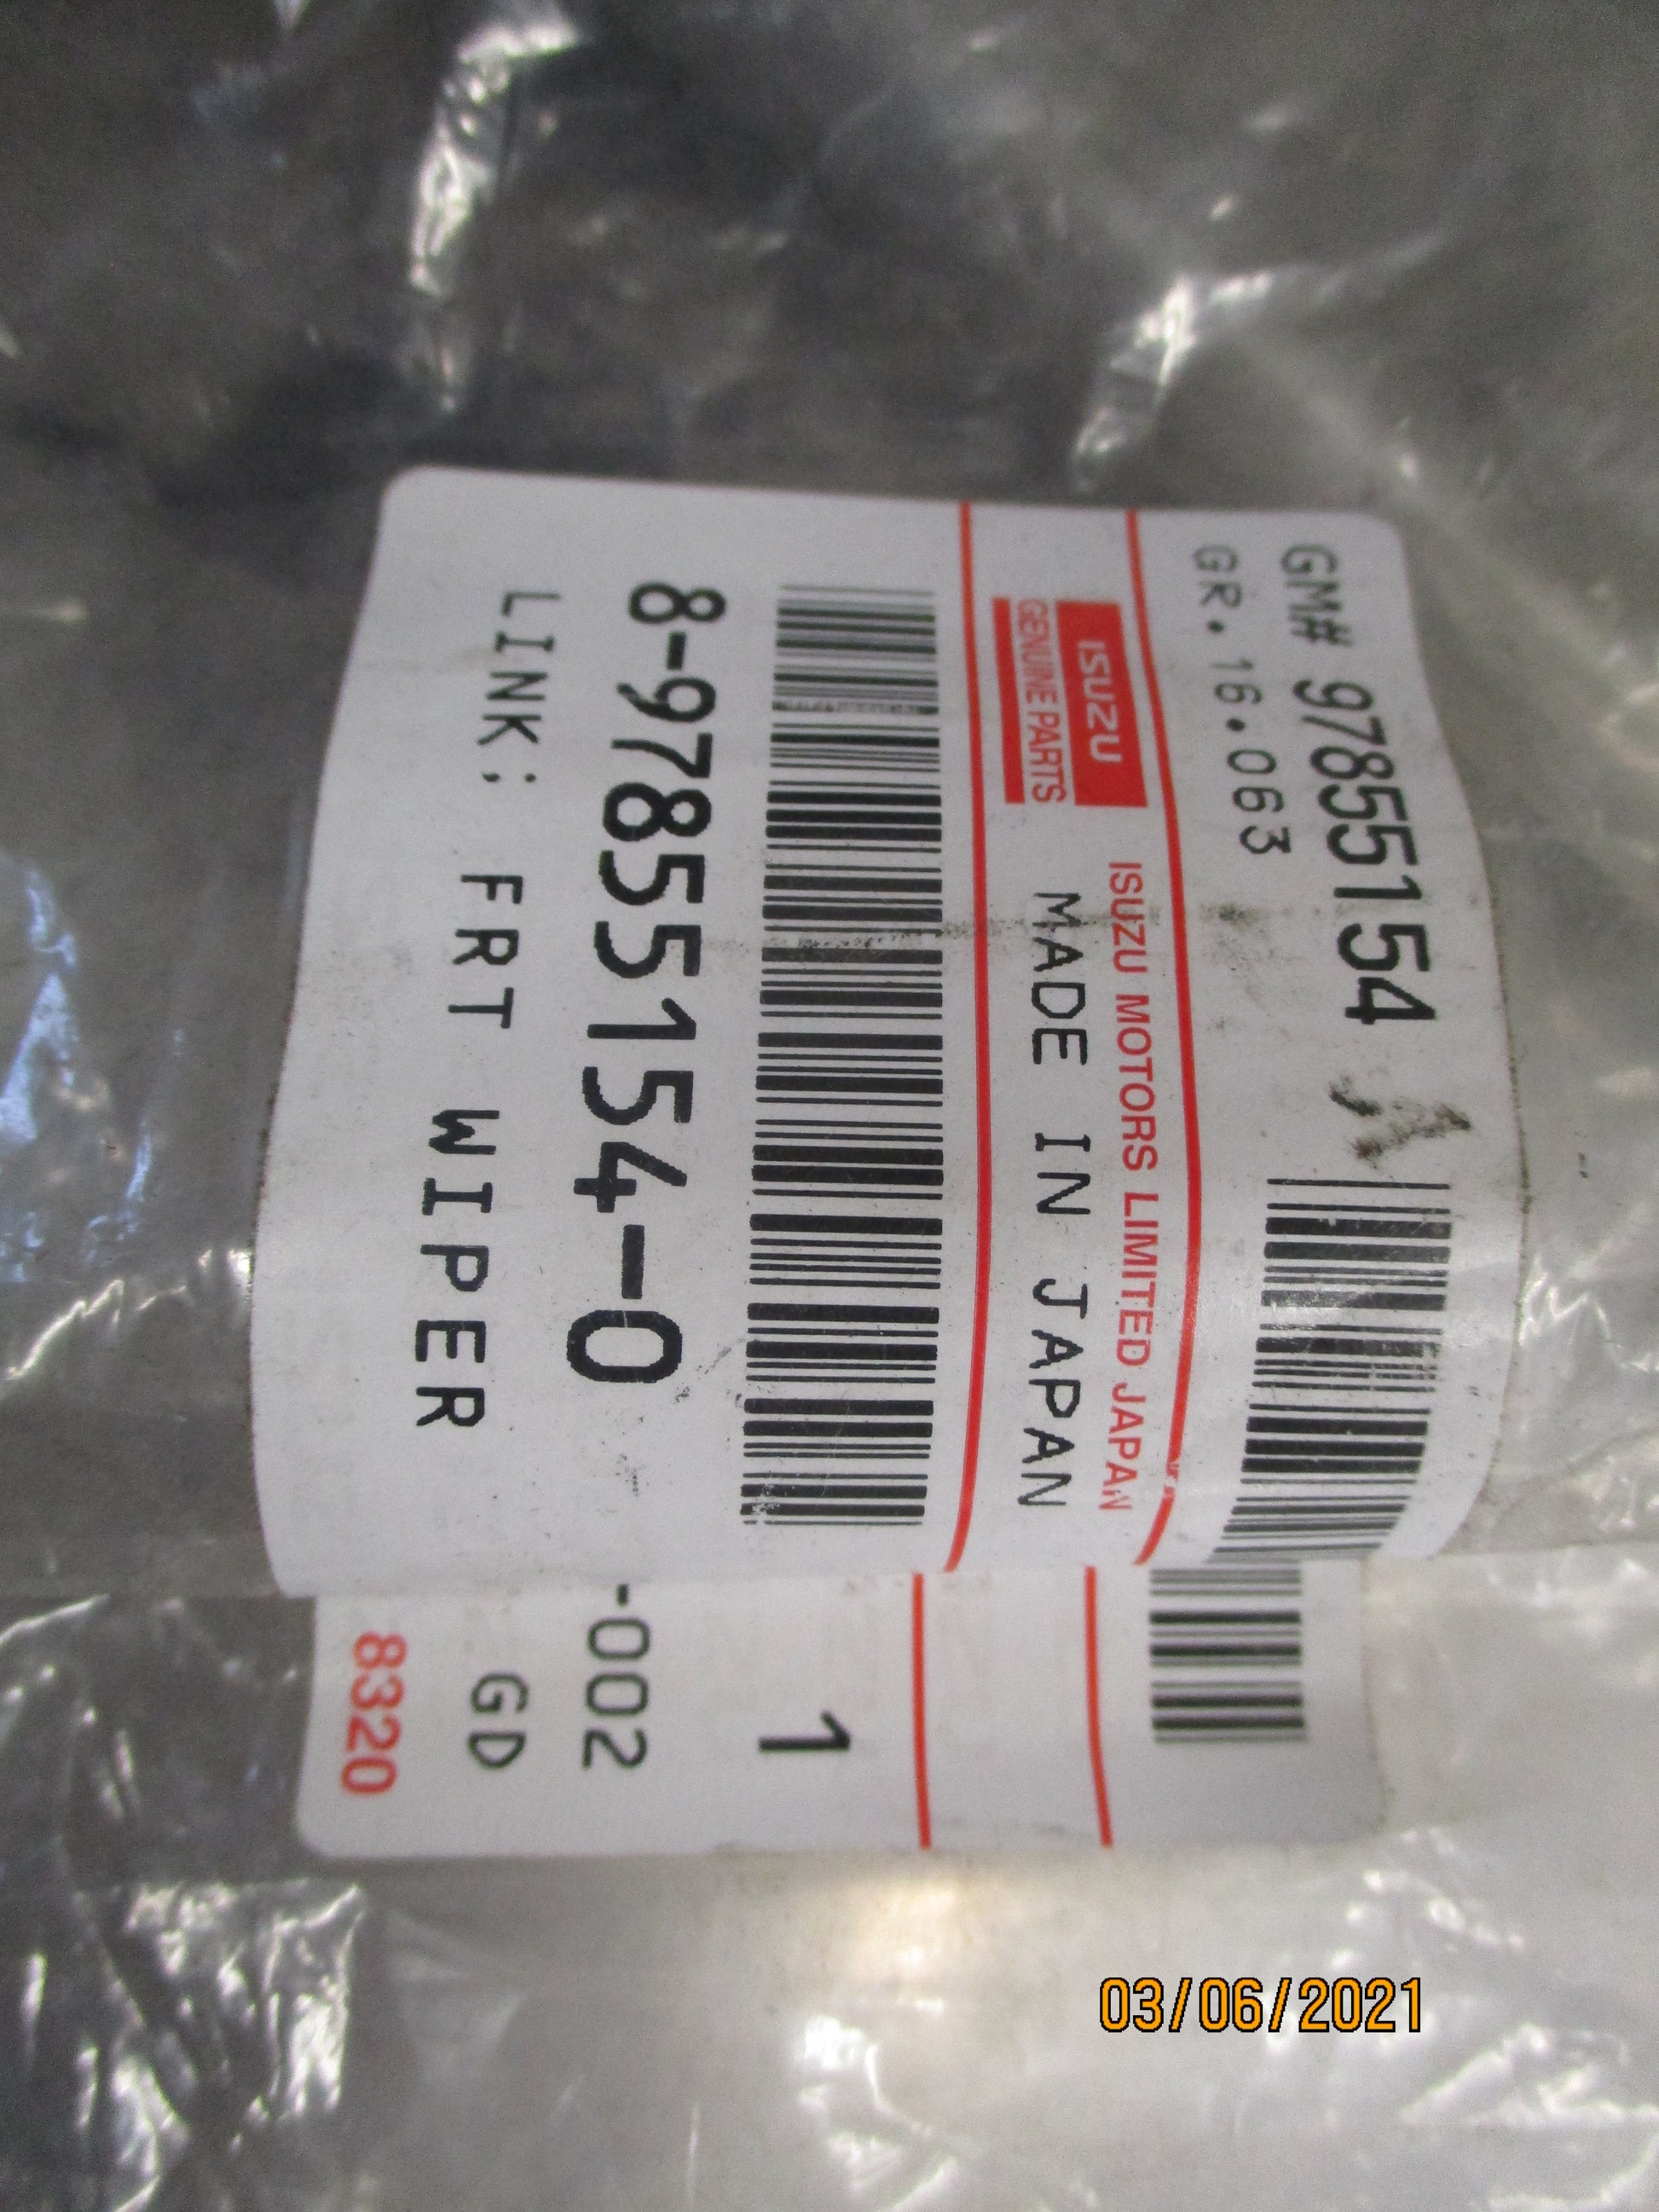 GM# 97855154
GR. 16.063
ISUZU
GENUINE PARTS
ISUZU MOTORS LIMITED JAPAN
MADE IN JAPAN
8-97855154-0
LINK; FRT WIPER
1
-002
GD
8320
03/06/2021